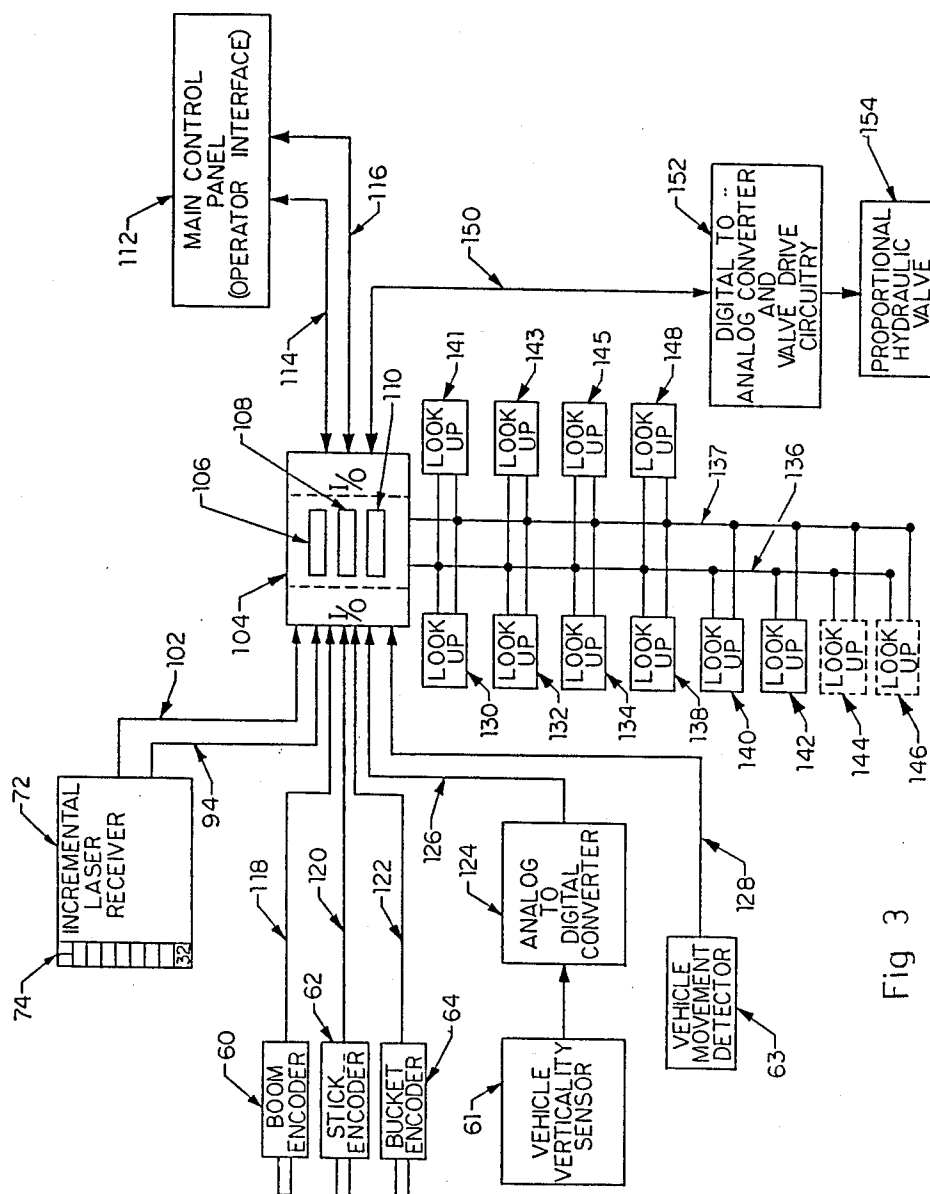 112
MAIN CONTROL
PANEL
(OPERATOR INTERFACE)
114
116
72
74
INCREMENTAL
LASER
RECEIVER
1
32
102
94
104
106
108
110
I/O
I/O
150
152
DIGITAL TO
ANALOG CONVERTER
AND
VALVE DRIVE
CIRCUITRY
154
PROPORTIONAL
HYDRAULIC
VALVE
60
BOOM
ENCODER
118
62
STICK
ENCODER
120
64
BUCKET
ENCODER
122
61
VEHICLE
VERTICALITY
SENSOR
124
ANALOG
TO
DIGITAL
CONVERTER
126
VEHICLE
MOVEMENT
DETECTOR
63
128
LOOK
UP
130
LOOK
UP
141
LOOK
UP
132
LOOK
UP
143
LOOK
UP
134
LOOK
UP
145
LOOK
UP
138
LOOK
UP
148
LOOK
UP
140
LOOK
UP
142
LOOK
UP
144
LOOK
UP
146
137
136
Fig 3